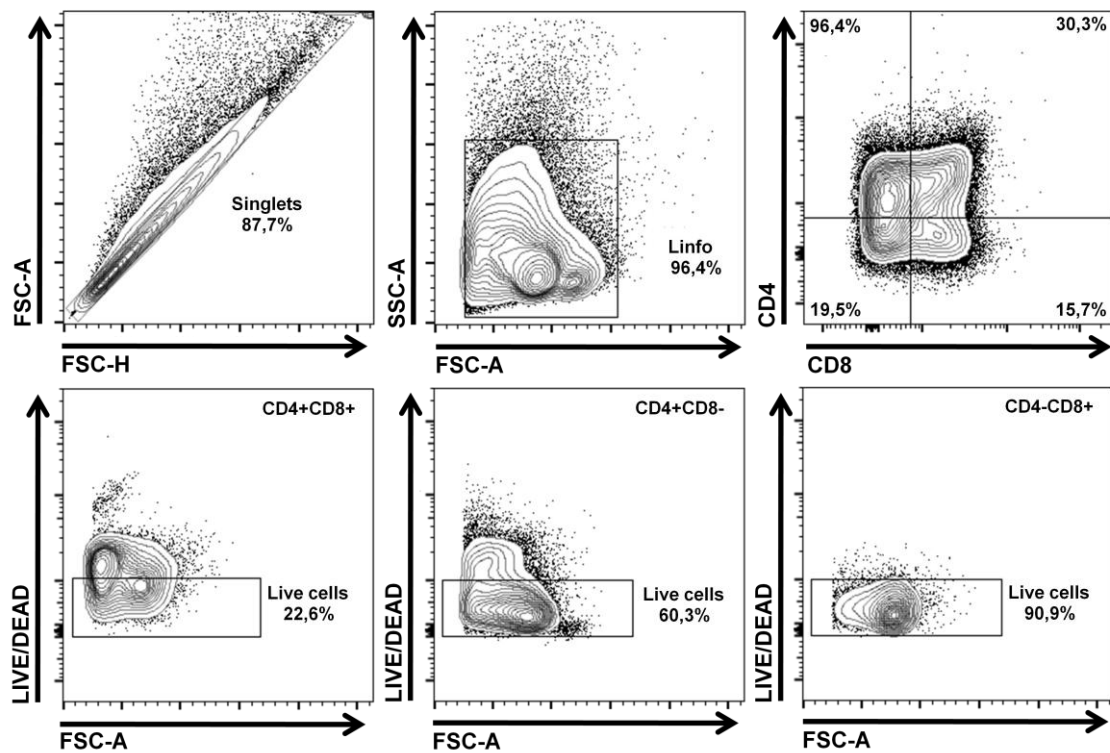 FSC-A
Singlets
87,7%
FSC-H
SSC-A
Linfo
96,4%
FSC-A
CD4
96,4%
30,3%
19,5%
15,7%
CD8
LIVE/DEAD
CD4+CD8+
Live cells
22,6%
FSC-A
LIVE/DEAD
CD4+CD8-
Live cells
60,3%
FSC-A
LIVE/DEAD
CD4-CD8+
Live cells
90,9%
FSC-A